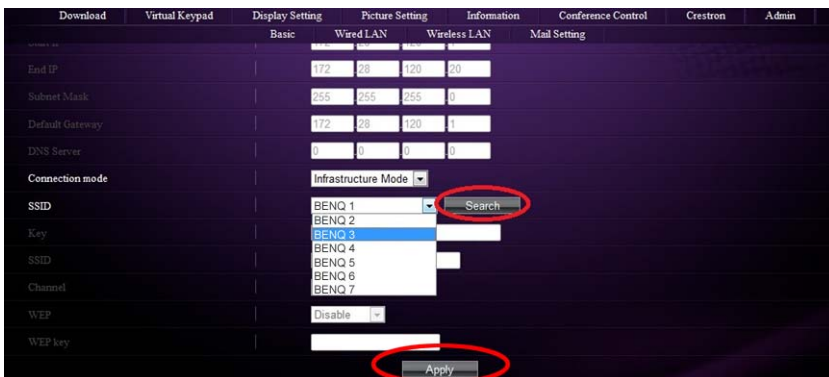 Download Virtual Keypad Display Setting Picture Setting Information Conference Control Crestron Admin
Basic Wired LAN Wireless LAN Mail Setting
End IP 172 .28 .120 .20
Subnet Mask 255 .255 .255 .0
Default Gateway 172 .28 .120 .1
DNS Server 0 .0 .0 .0
Connection mode Infrastructure Mode
SSID BENQ 1 Search
BENQ 2
Key BENQ 3
BENQ 4
SSID BENQ 5
BENQ 6
Channel BENQ 7
WEP Disable
WEP key
Apply